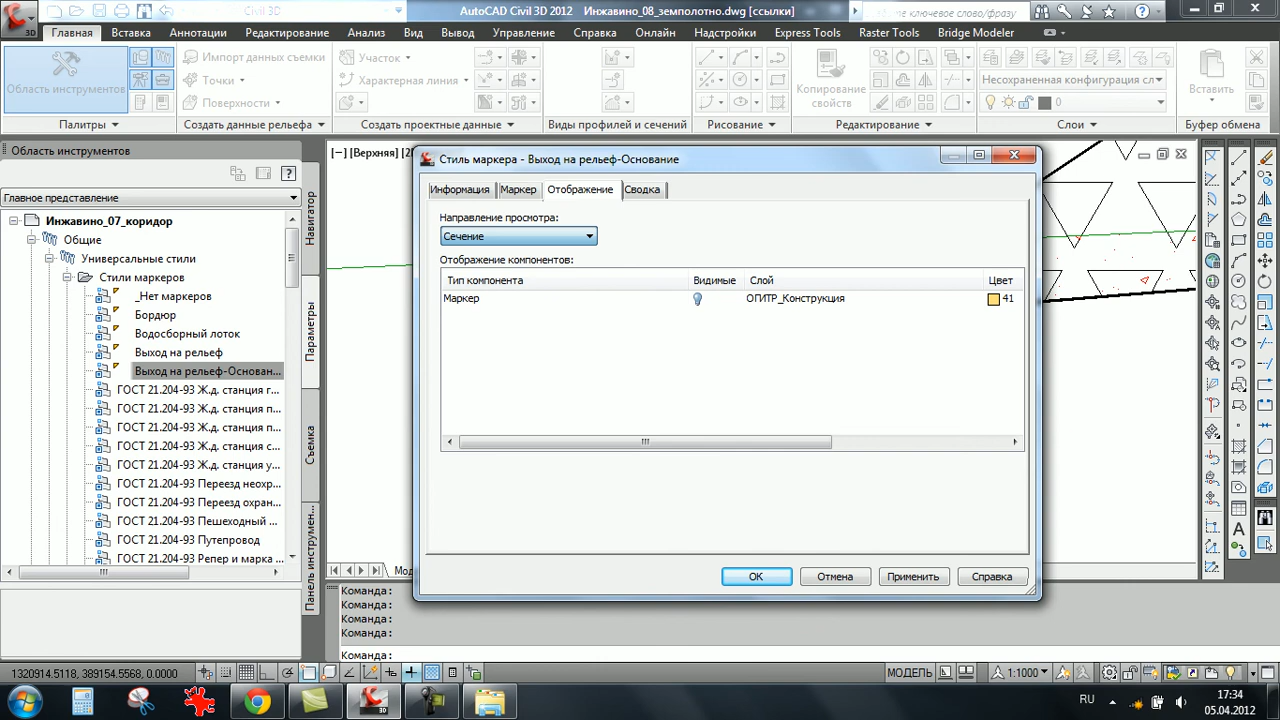 Civil 3D
AutoCAD Civil 3D 2012 Инжавино_08_земполотно.dwg [ссылки]
ключевое слово/фразу
3D
Главная Вставка Аннотации Редактирование Анализ Вид Вывод Управление Справка Онлайн Надстройки Express Tools Raster Tools Bridge Modeler
Область инструментов
Импорт данных съемки
Точки
Поверхности
Участок
Характерная линия
Копирование свойств
Несохраненная конфигурация сл
0
Вставить
Палитры Создать данные рельефа Создать проектные данные Виды профилей и сечений Рисование Редактирование Слои Буфер обмена
Область инструментов
Главное представление
Инжавино_07_коридор
Общие
Универсальные стили
Стили маркеров
_Нет маркеров
Бордюр
Водосборный лоток
Выход на рельеф
Выход на рельеф-Основан...
ГОСТ 21.204-93 Ж.д. станция г...
ГОСТ 21.204-93 Ж.д. станция п...
ГОСТ 21.204-93 Ж.д. станция п...
ГОСТ 21.204-93 Ж.д. станция с...
ГОСТ 21.204-93 Ж.д. станция у...
ГОСТ 21.204-93 Переезд неохр...
ГОСТ 21.204-93 Переезд охран...
ГОСТ 21.204-93 Пешеходный ...
ГОСТ 21.204-93 Путепровод
ГОСТ 21.204-93 Репер и марка ...
Навигатор
Параметры
Съемка
Панель инструмен...
[−] [Верхняя] [2
Стиль маркера - Выход на рельеф-Основание
Информация Маркер Отображение Сводка
Направление просмотра:
Сечение
Отображение компонентов:
Тип компонента Видимые Слой Цвет
Маркер ОГИТР_Конструкция 41
OK Отмена Применить Справка
Мод
Команда:
Команда:
Команда:
Команда:
Команда:
1320914.5118, 389154.5568, 0.0000
МОДЕЛЬ
1:1000
RU
17:34
05.04.2012